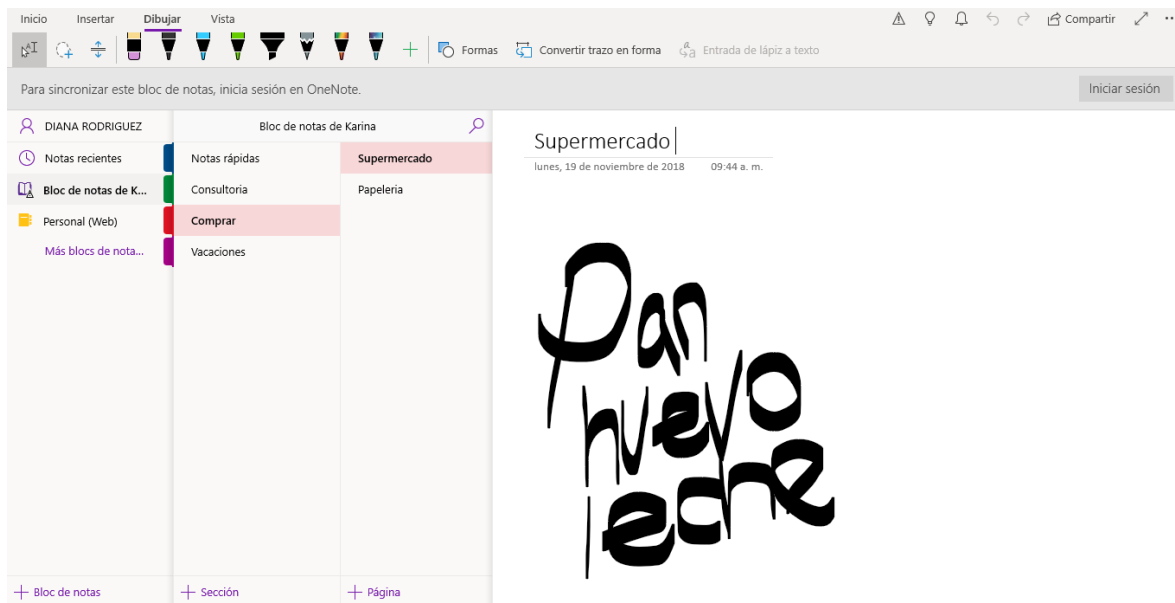 Inicio Insertar Dibujar Vista
Compartir
Formas Convertir trazo en forma Entrada de lápiz a texto
Para sincronizar este bloc de notas, inicia sesión en OneNote. Iniciar sesión
DIANA RODRIGUEZ
Notas recientes
Bloc de notas de K...
Personal (Web)
Más blocs de nota...
Bloc de notas
Bloc de notas de Karina
Notas rápidas
Consultoria
Comprar
Vacaciones
Sección
Supermercado
Papeleria
Página
Supermercado
lunes, 19 de noviembre de 2018 09:44 a. m.
Pan
huevo
leche